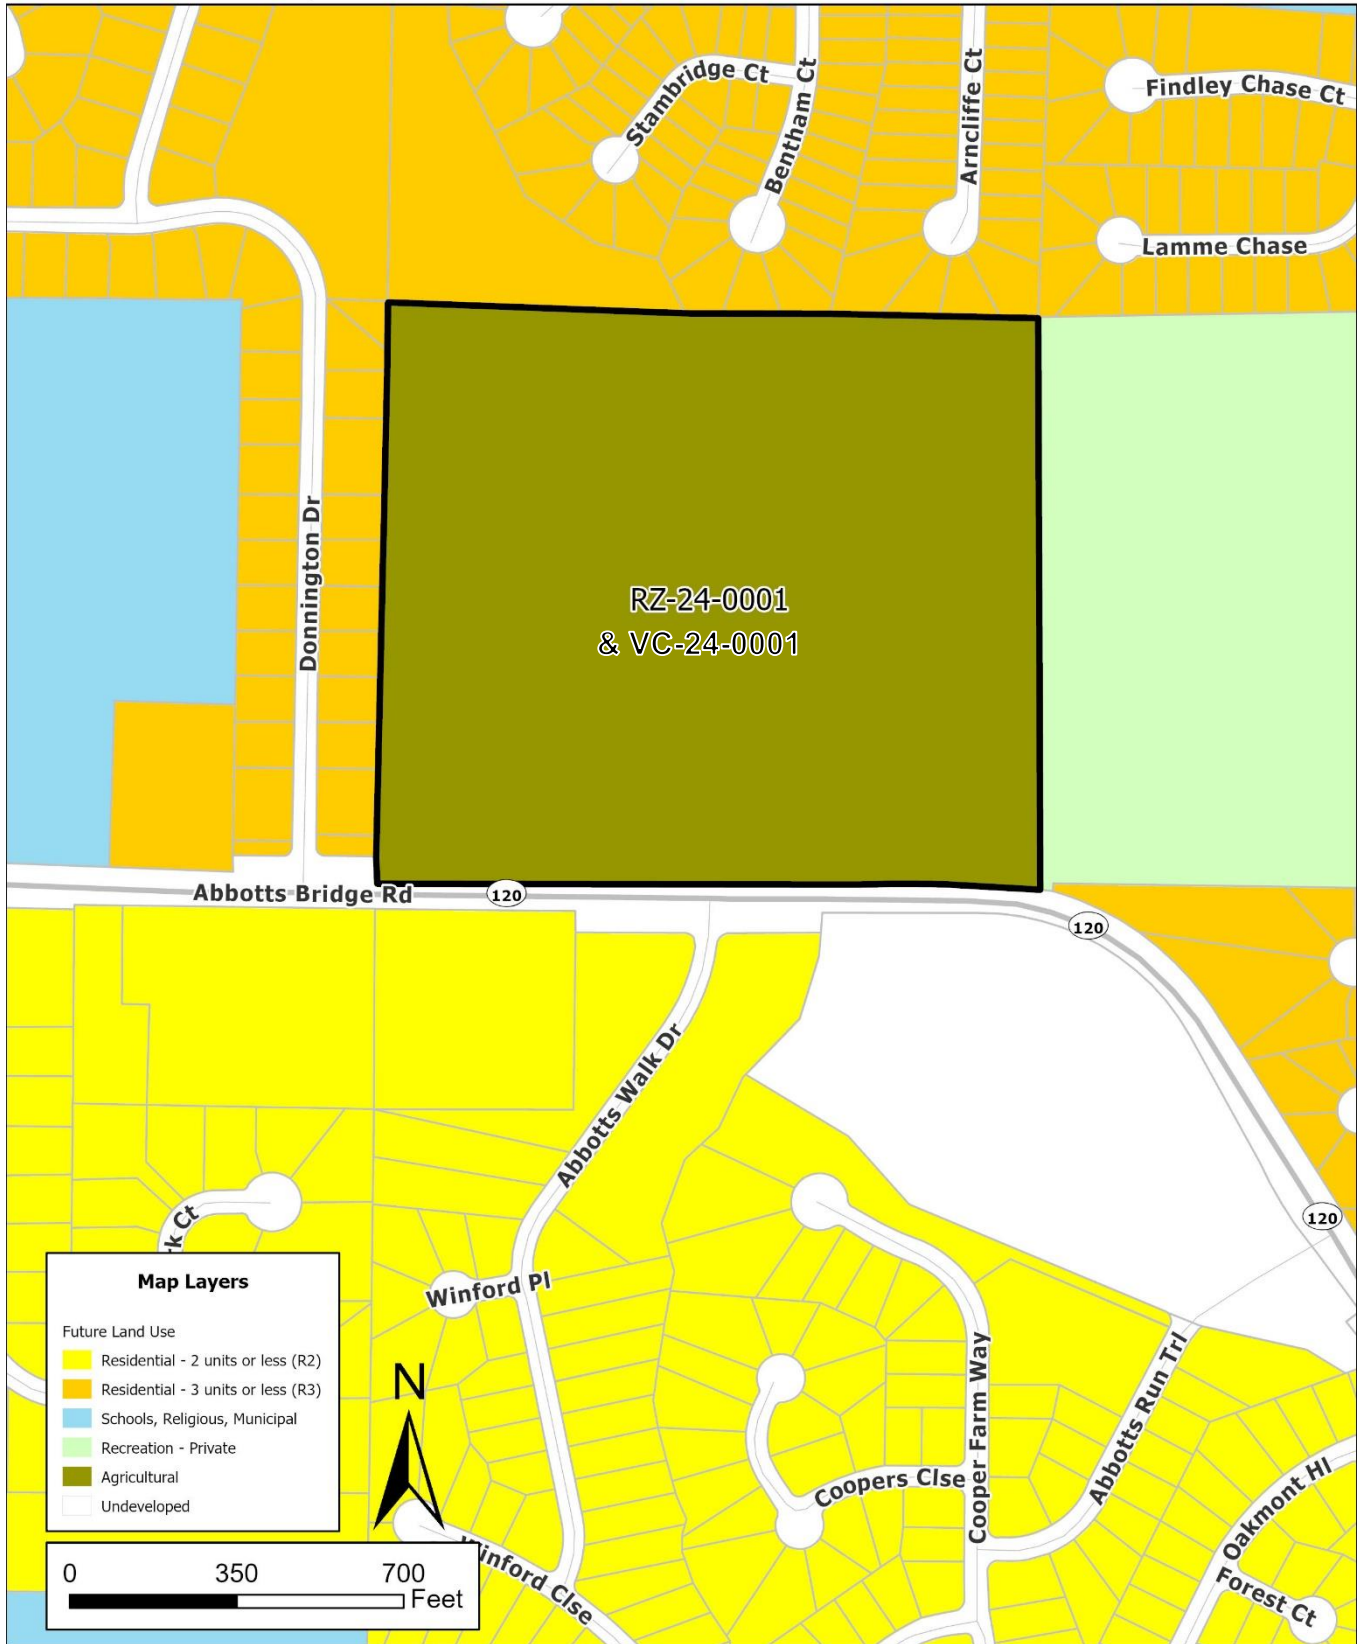 Stambridge Ct
Bentham Ct
Arncliffe Ct
Findley Chase Ct
Lamme Chase
Donnington Dr
RZ-24-0001
& VC-24-0001
Abbotts Bridge Rd
120
120
120
Abbotts Walk Dr
rk Ct
Winford Pl
Cooper Farm Way
Abbotts Run Trl
Coopers Clse
Oakmont Hl
Forest Ct
Winford Clse
Map Layers
Future Land Use
Residential - 2 units or less (R2)
Residential - 3 units or less (R3)
Schools, Religious, Municipal
Recreation - Private
Agricultural
Undeveloped
N
0 350 700
Feet